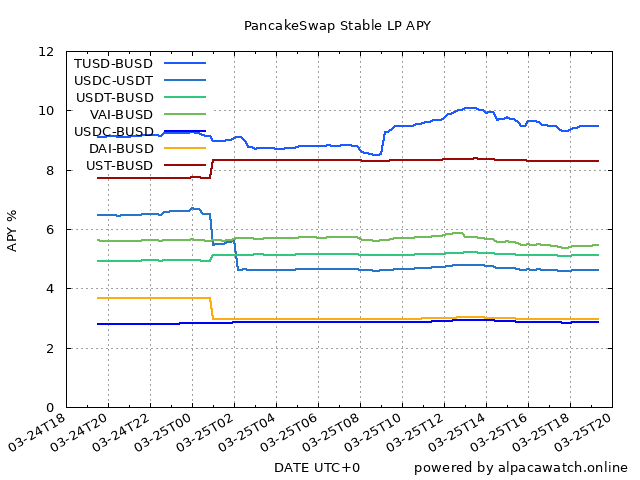 PancakeSwap Stable LP APY
12
10
8
6
4
2
0
APY %
TUSD-BUSD
USDC-USDT
USDT-BUSD
VAI-BUSD
USDC-BUSD
DAI-BUSD
UST-BUSD
03-24T18
03-24T20
03-24T22
03-25T00
03-25T02
03-25T04
03-25T06
03-25T08
03-25T10
03-25T12
03-25T14
03-25T16
03-25T18
03-25T20
DATE UTC+0
powered by alpacawatch.online